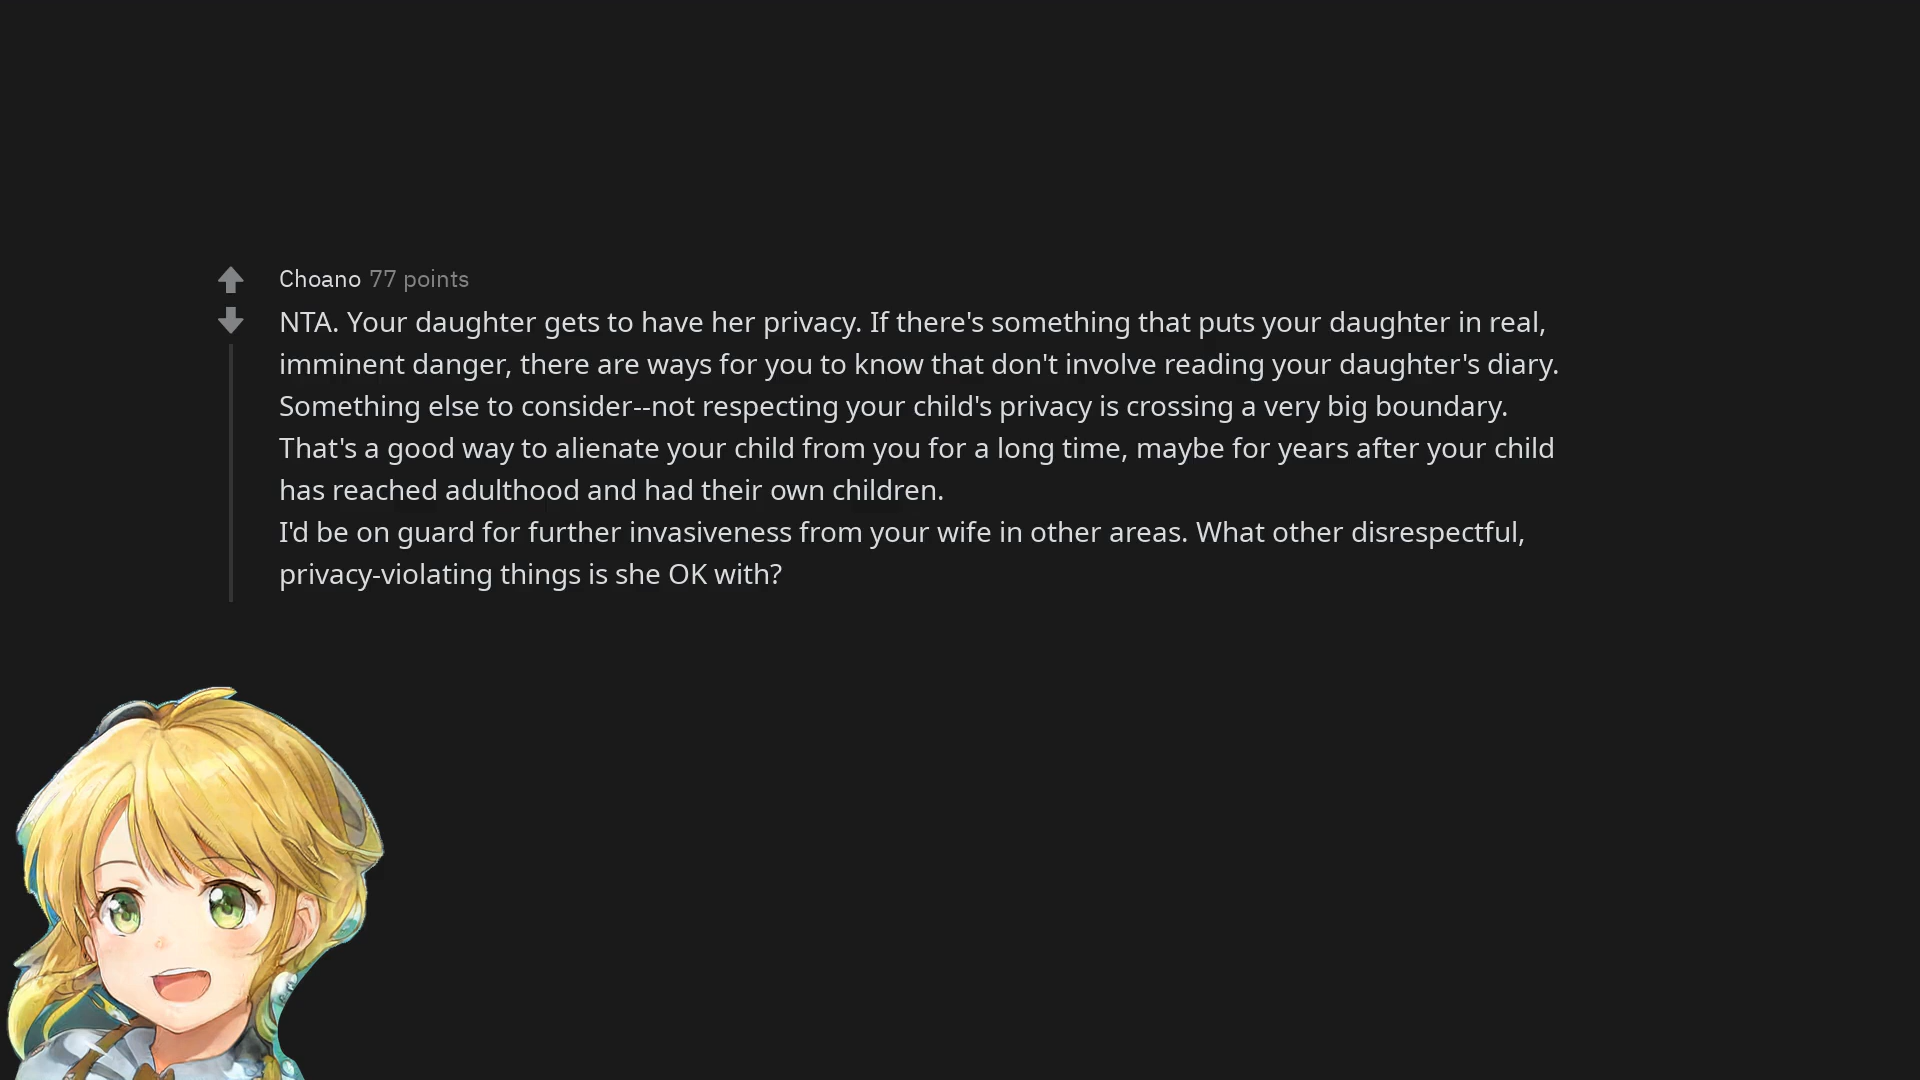 Choano 77 points
NTA. Your daughter gets to have her privacy. If there's something that puts your daughter in real,
imminent danger, there are ways for you to know that don't involve reading your daughter's diary.
Something else to consider--not respecting your child's privacy is crossing a very big boundary.
That's a good way to alienate your child from you for a long time, maybe for years after your child
has reached adulthood and had their own children.
I'd be on guard for further invasiveness from your wife in other areas. What other disrespectful,
privacy-violating things is she OK with?